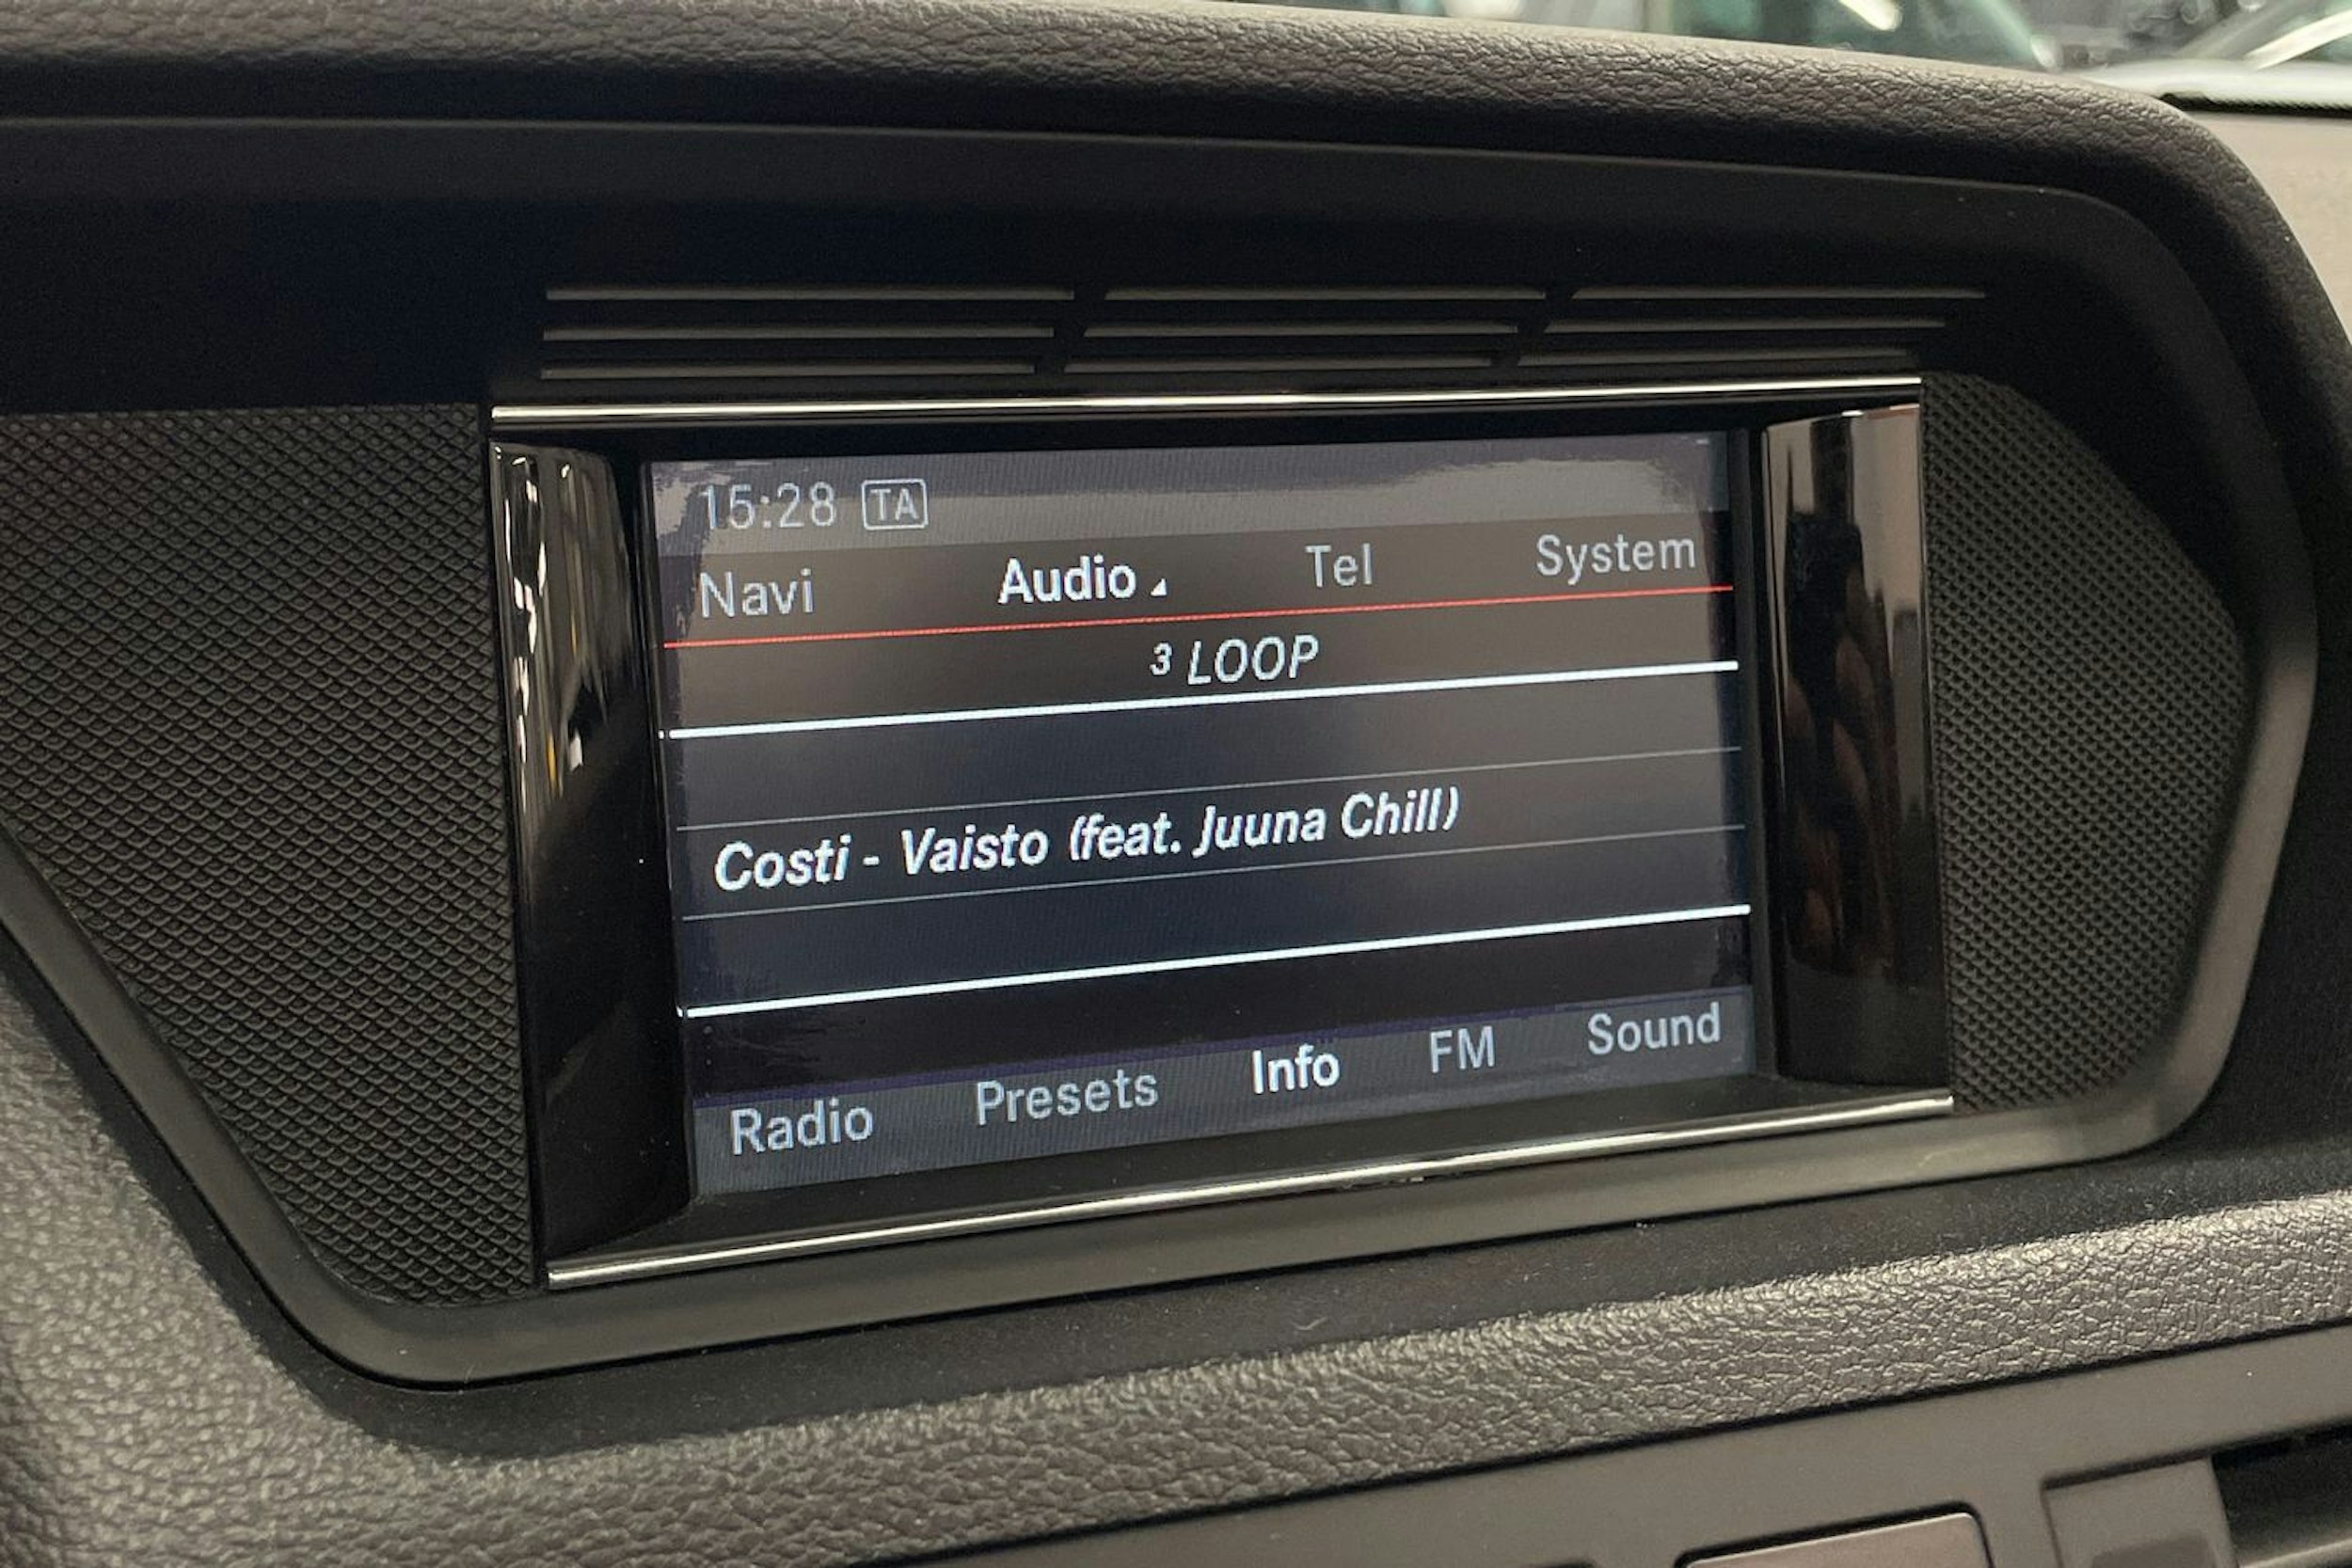 15:28 TA
Navi Audio Tel System
3 LOOP
Costi - Vaisto (feat. Juuna Chill)
Radio Presets Info FM Sound